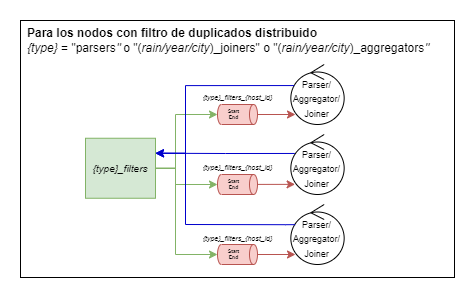 Para los nodos con filtro de duplicados distribuido
{type} = "parsers" o "(rain/year/city)_joiners" o "(rain/year/city)_aggregators"
{type}_filters_{host_id}
Start
End
Parser/
Aggregator/
Joiner
{type}_filters
{type}_filters_{host_id}
Start
End
Parser/
Aggregator/
Joiner
{type}_filters_{host_id}
Start
End
Parser/
Aggregator/
Joiner